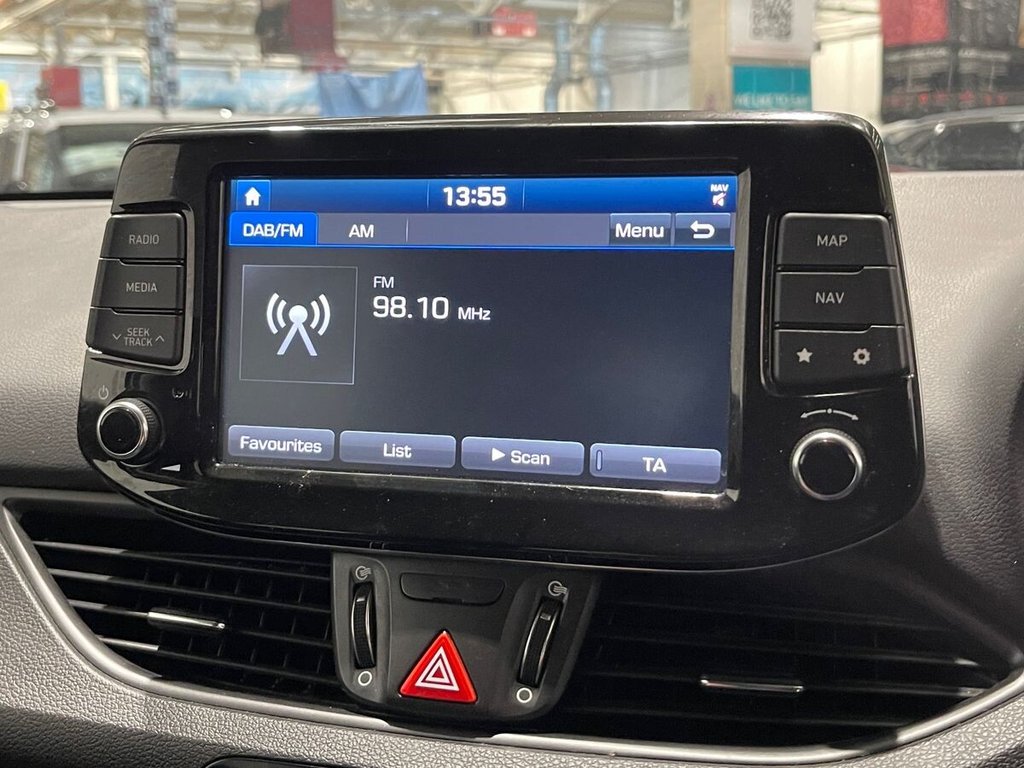 13:55
NAV
DAB/FM AM Menu
FM
98.10 MHz
Favourites List Scan TA
RADIO
MEDIA
SEEK
TRACK
MAP
NAV